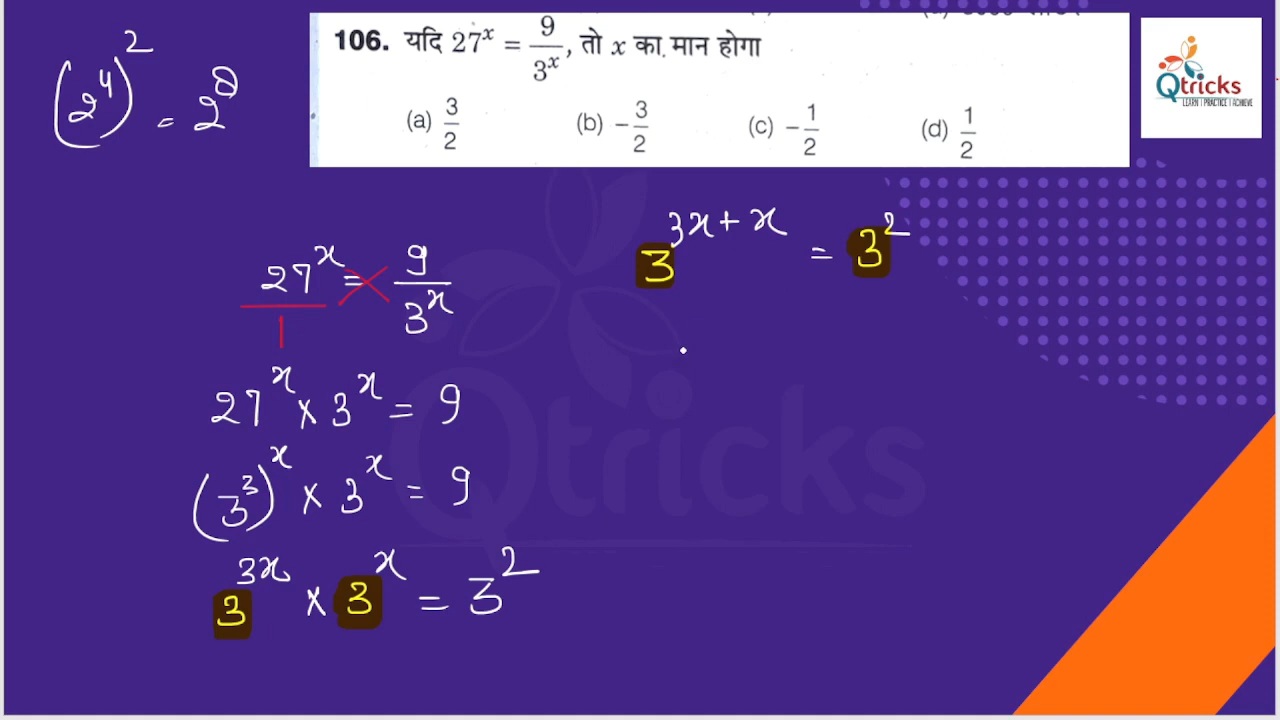 106. यदि 27^x = 9/3^x, तो x का मान होगा
(a) 3/2 (b) -3/2 (c) -1/2 (d) 1/2
Qtricks
LEARN | PRACTICE | ACHIEVE
(2^4)^2 = 2^8
27^x = 9/3^x
1
27^x × 3^x = 9
(3^3)^x × 3^x = 9
3^3x × 3^x = 3^2
3^3x+x = 3^2
Qtricks